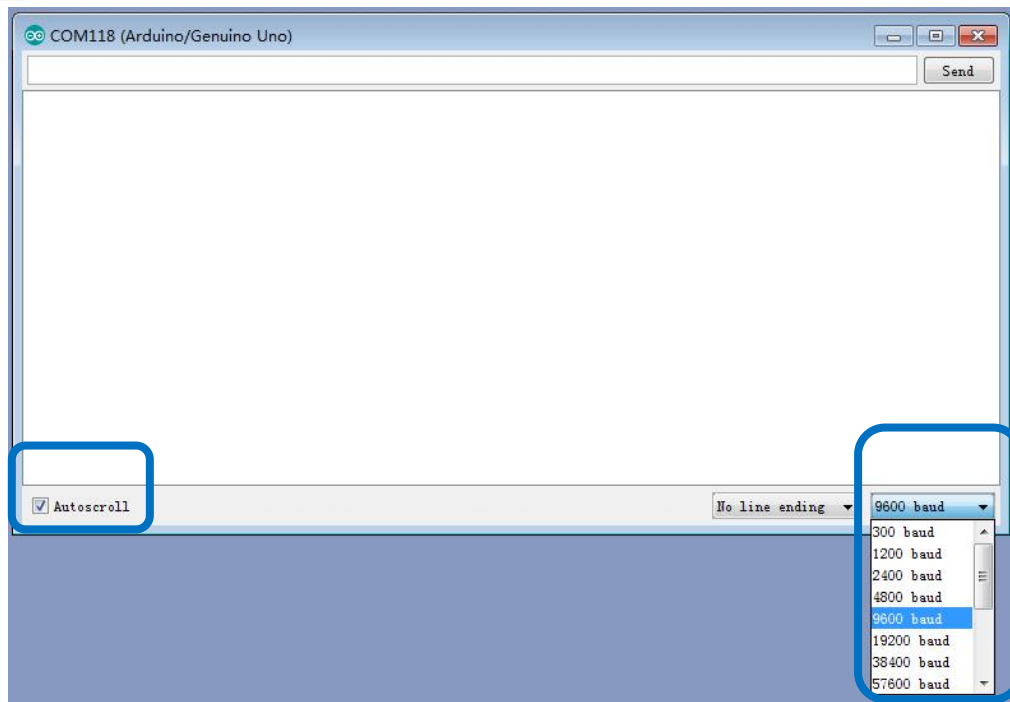 COM118 (Arduino/Genuino Uno)
Send
Autoscroll
No line ending
9600 baud
300 baud
1200 baud
2400 baud
4800 baud
9600 baud
19200 baud
38400 baud
57600 baud